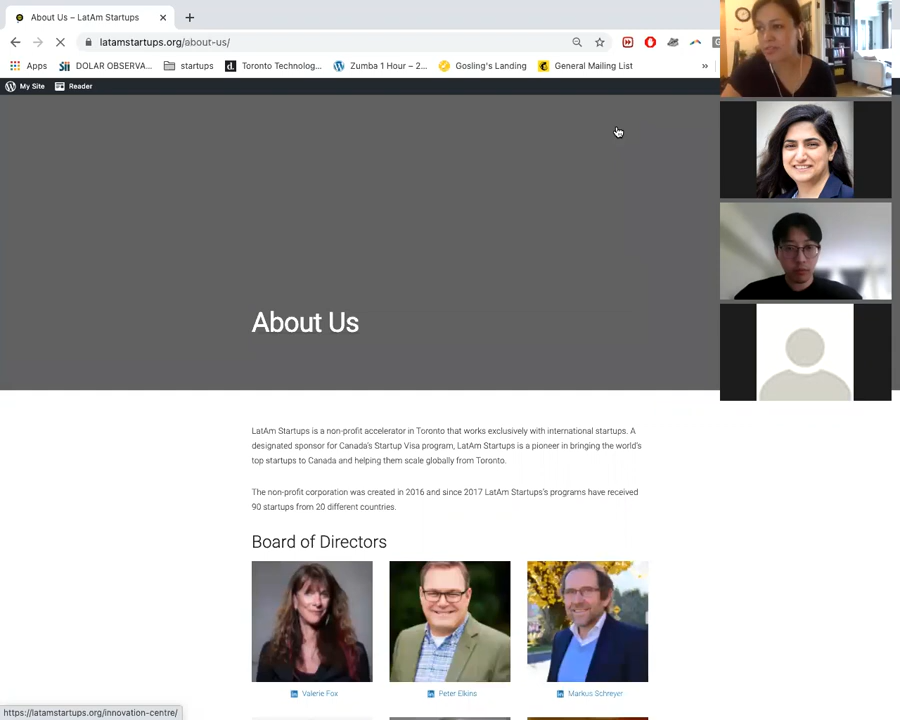 About Us – LatAm Startups
latamstartups.org/about-us/
Apps
DOLAR OBSERVA...
startups
Toronto Technolog...
Zumba 1 Hour – 2...
Gosling's Landing
General Mailing List
»
My Site
Reader
About Us
LatAm Startups is a non-profit accelerator in Toronto that works exclusively with international startups. A
designated sponsor for Canada's Startup Visa program, LatAm Startups is a pioneer in bringing the world's
top startups to Canada and helping them scale globally from Toronto.
The non-profit corporation was created in 2016 and since 2017 LatAm Startups's programs have received
90 startups from 20 different countries.
Board of Directors
in Valerie Fox
in Peter Elkins
in Markus Schreyer
https://latamstartups.org/innovation-centre/